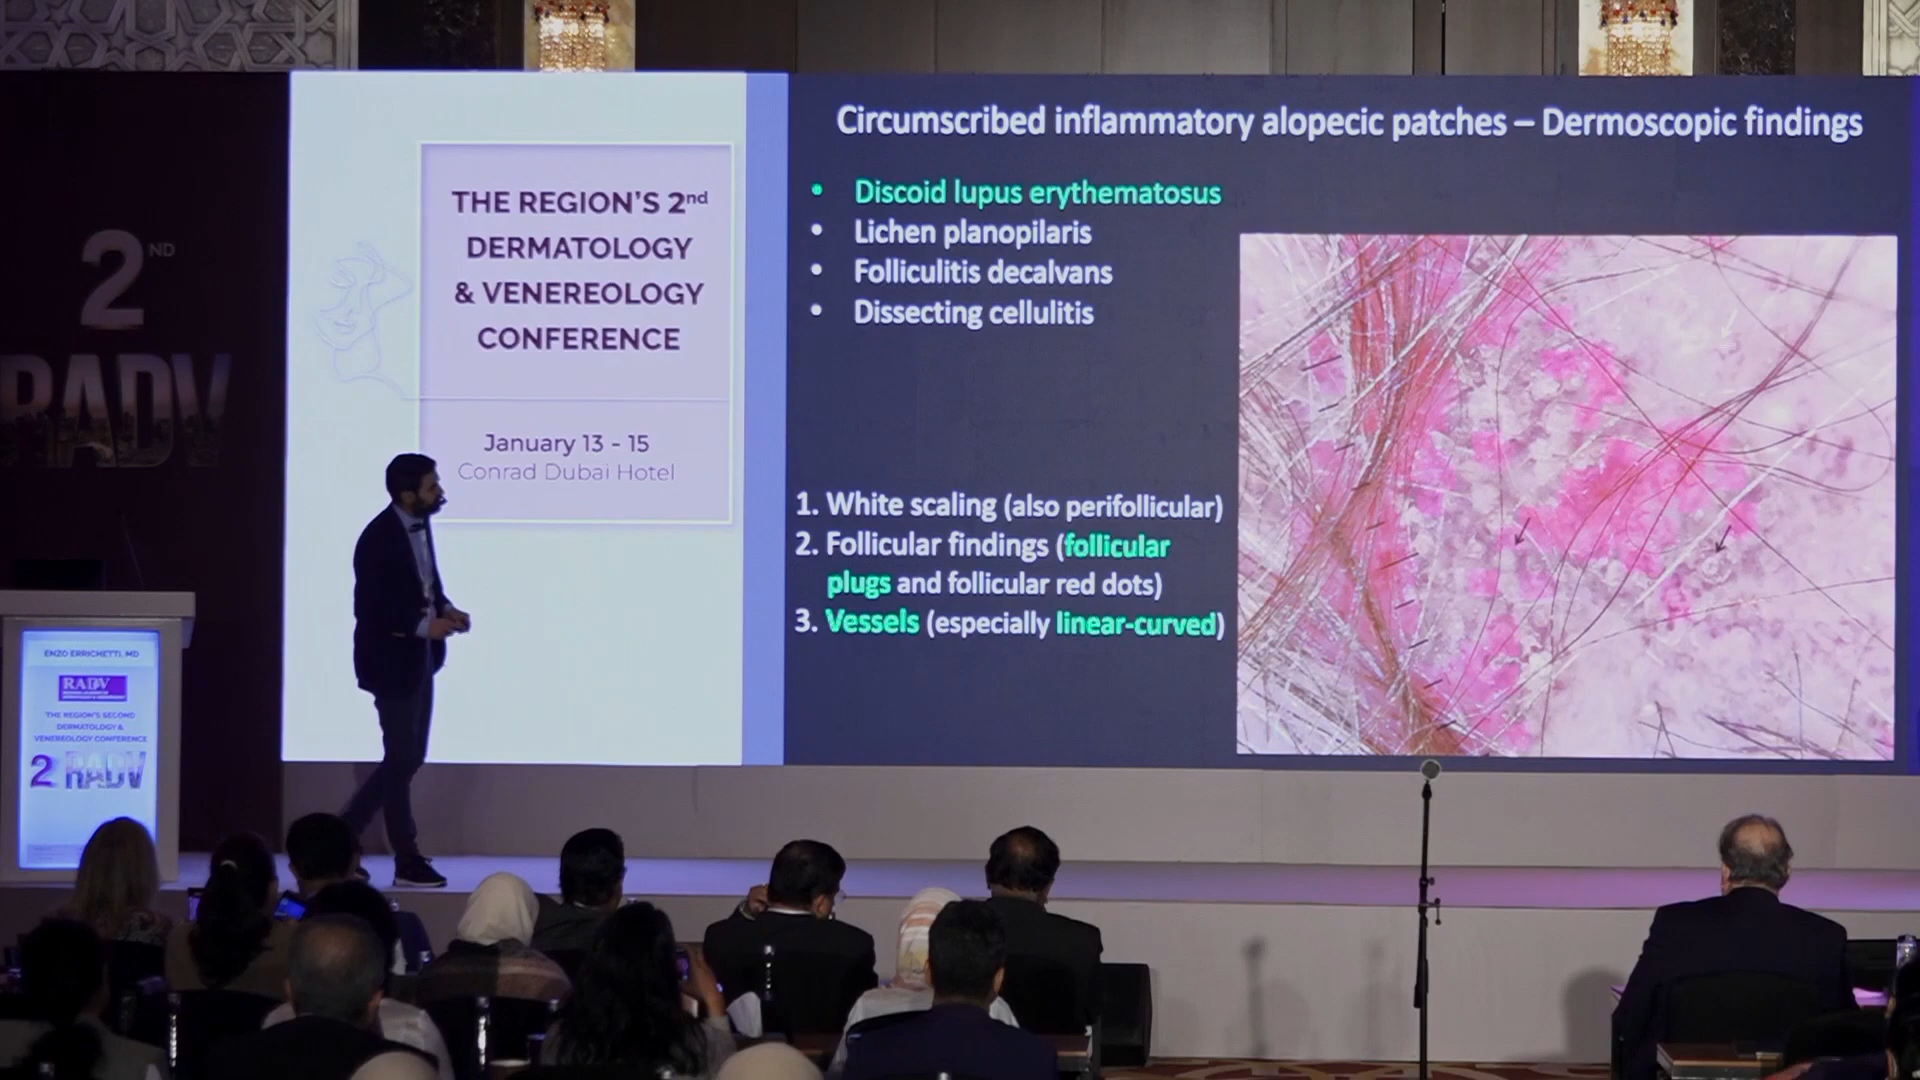 2ND
RADV
THE REGION'S 2nd
DERMATOLOGY
& VENEREOLOGY
CONFERENCE
January 13 - 15
Conrad Dubai Hotel
Circumscribed inflammatory alopecic patches – Dermoscopic findings
• Discoid lupus erythematosus
• Lichen planopilaris
• Folliculitis decalvans
• Dissecting cellulitis
1. White scaling (also perifollicular)
2. Follicular findings (follicular
plugs and follicular red dots)
3. Vessels (especially linear-curved)
ENZO ERRICHETTI, MD
RADV
THE REGION'S SECOND
DERMATOLOGY &
VENEREOLOGY CONFERENCE
2 RADV